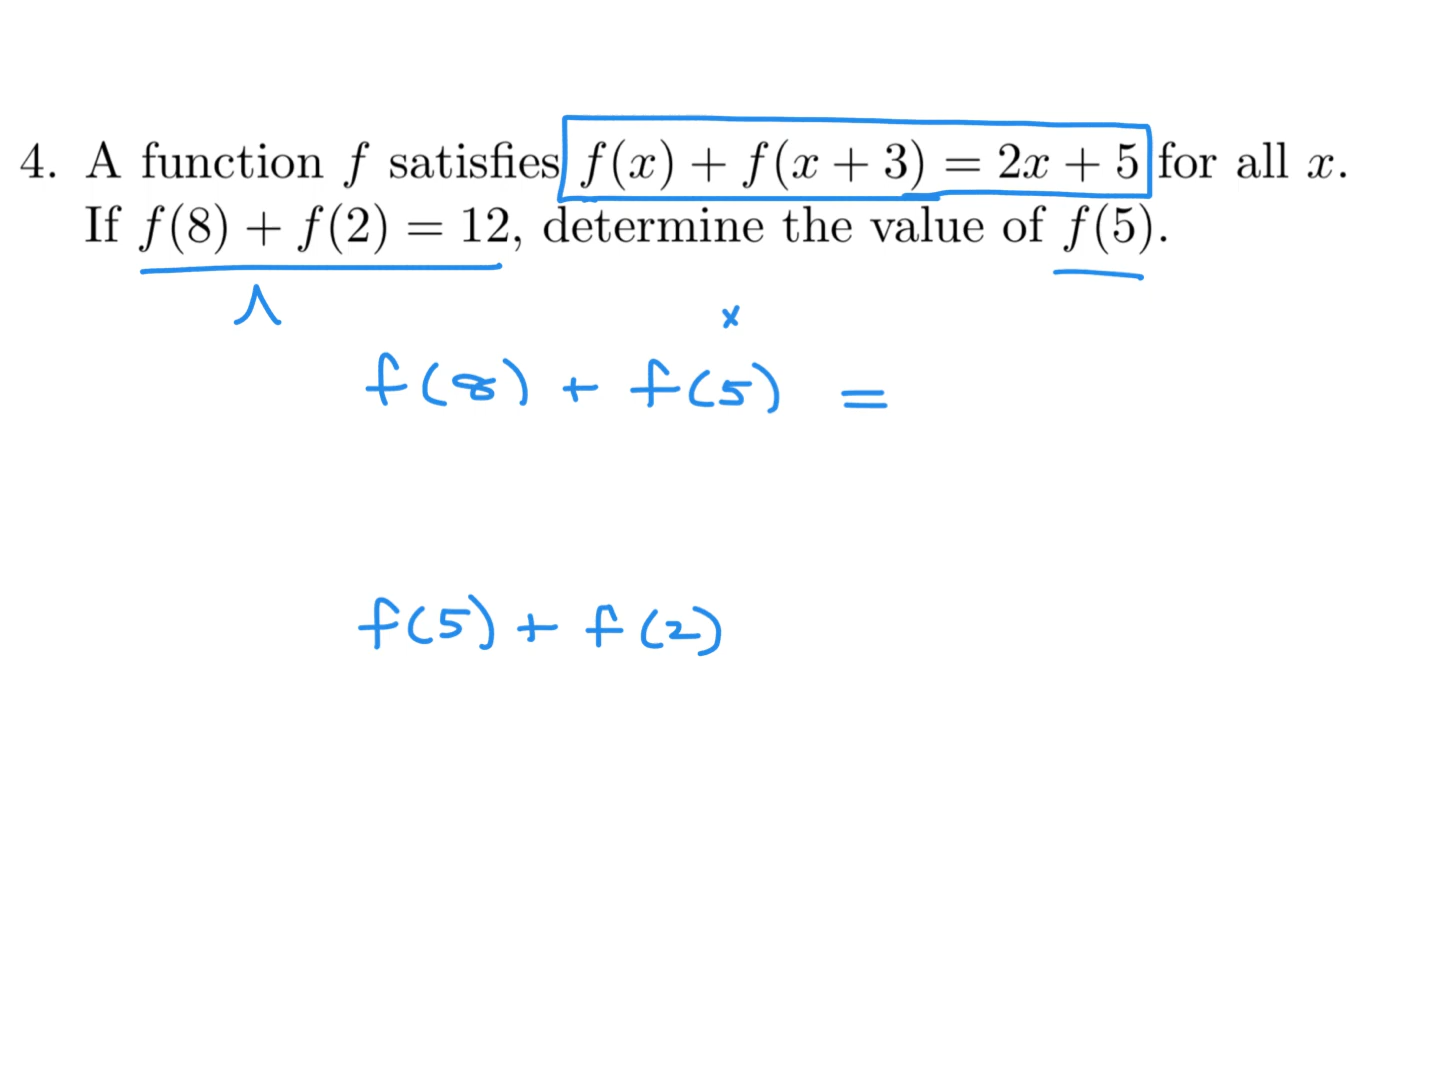 4. A function f satisfies f(x) + f(x + 3) = 2x + 5 for all x.
If f(8) + f(2) = 12, determine the value of f(5).
x
f(8) + f(5) =
f(5) + f(2)